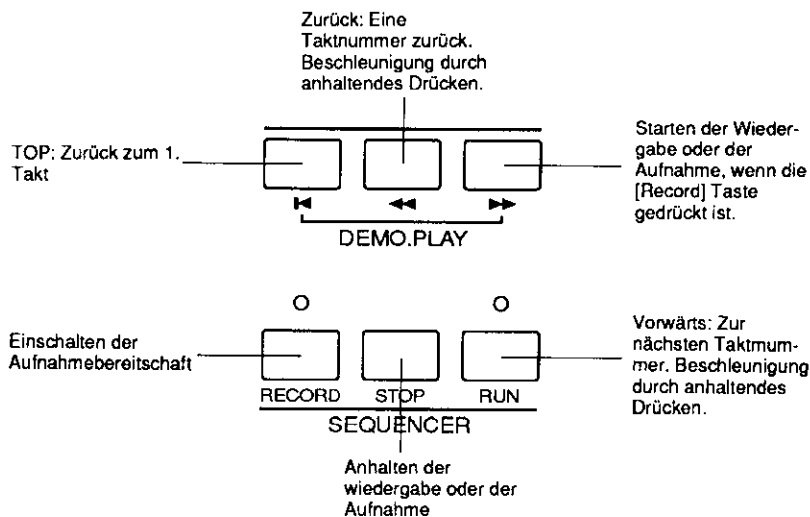 Zurück: Eine
Taktnummer zurück.
Beschleunigung durch
anhaltendes Drücken.
TOP: Zurück zum 1.
Takt
Starten der Wieder-
gabe oder der
Aufnahme, wenn die
[Record] Taste
gedrückt ist.
DEMO.PLAY
Einschalten der
Aufnahmebereitschaft
Vorwärts: Zur
nächsten Taktmum-
mer. Beschleunigung
durch anhaltendes
Drücken.
RECORD STOP RUN
SEQUENCER
Anhalten der
wiedergabe oder der
Aufnahme